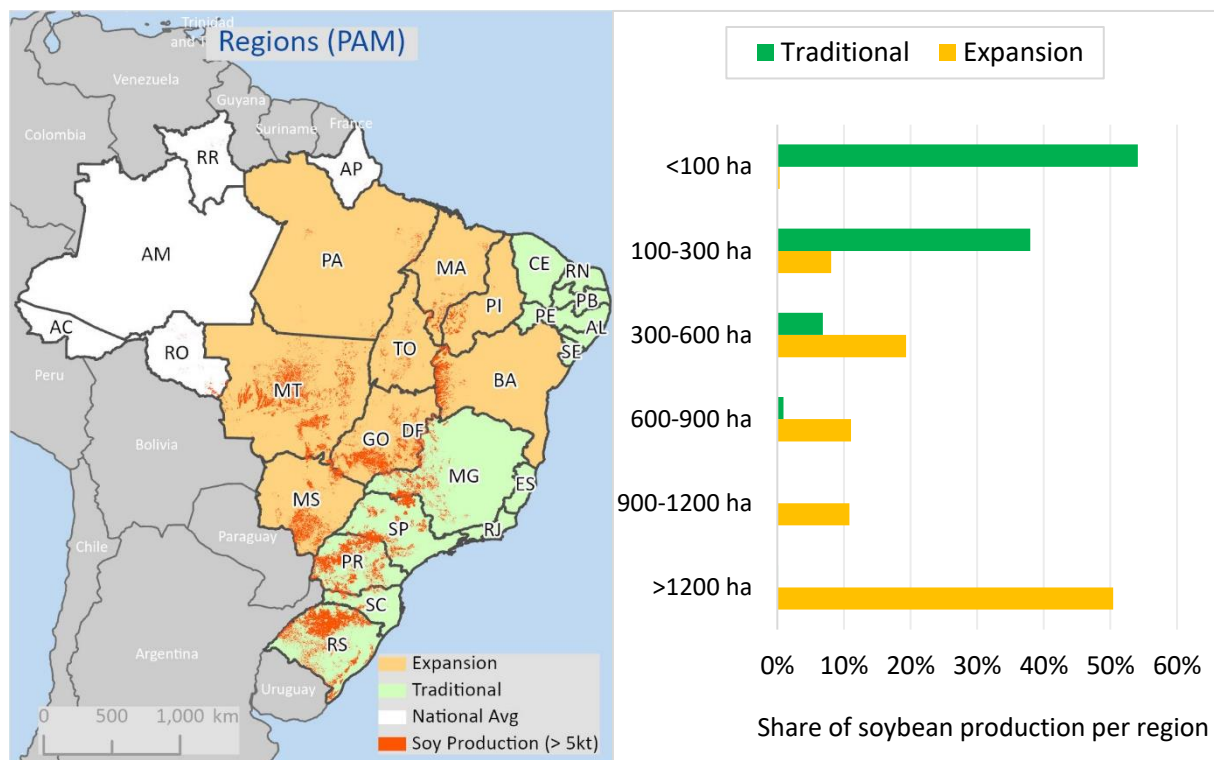 Regions (PAM)
Trinidad
and T
Venezuela
Guyana
Suriname
France
Colombia
RR
AP
AM
PA
MA
CE
RN
PI
PB
PE
AL
SE
AC
RO
TO
BA
Peru
MT
Bolivia
GO
DF
MG
ES
MS
SP
RJ
Paraguay
Chile
PR
SC
RS
Argentina
Uruguay
Expansion
Traditional
National Avg
Soy Production (> 5kt)
0 500 1,000 km
Traditional Expansion
<100 ha
100-300 ha
300-600 ha
600-900 ha
900-1200 ha
>1200 ha
0% 10% 20% 30% 40% 50% 60%
Share of soybean production per region